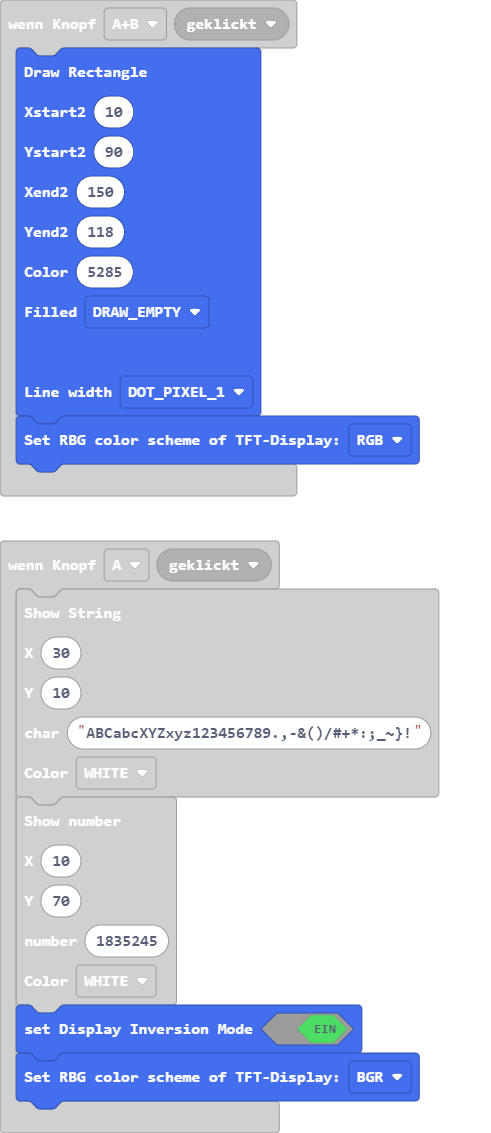 wenn Knopf A+B geklickt
Draw Rectangle
Xstart2 10
Ystart2 90
Xend2 150
Yend2 118
Color 5285
Filled DRAW_EMPTY
Line width DOT_PIXEL_1
Set RBG color scheme of TFT-Display: RGB
wenn Knopf A geklickt
Show String
X 30
Y 10
char "ABCabcXYZxyz123456789.,-&()/#+*:;_~}!"
Color WHITE
Show number
X 10
Y 70
number 1835245
Color WHITE
set Display Inversion Mode EIN
Set RBG color scheme of TFT-Display: BGR